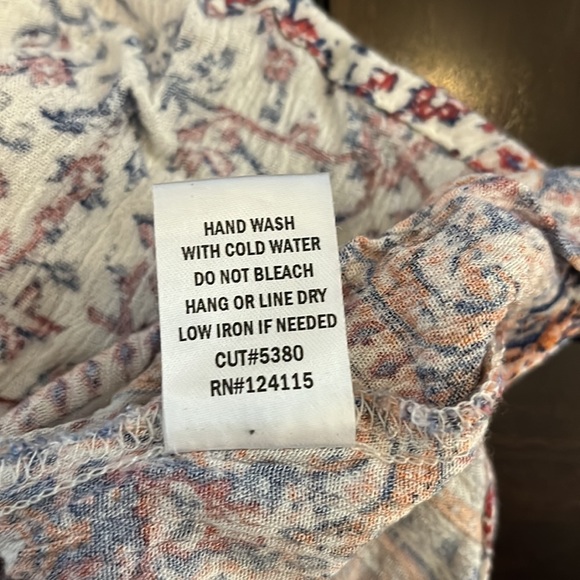 HAND WASH
WITH COLD WATER
DO NOT BLEACH
HANG OR LINE DRY
LOW IRON IF NEEDED
CUT#5380
RN#124115